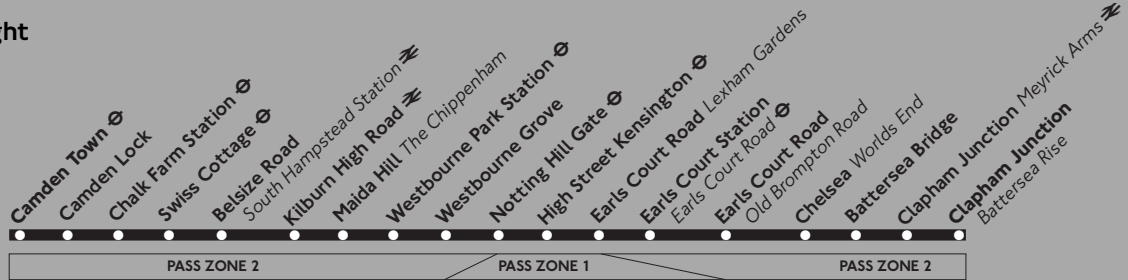 ght
Camden Town
Camden Lock
Chalk Farm Station
Swiss Cottage
Belsize Road
South Hampstead Station
Kilburn High Road
Maida Hill The Chippenham
Westbourne Park Station
Westbourne Grove
Notting Hill Gate
High Street Kensington
Earls Court Road Lexham Gardens
Earls Court Station
Earls Court Road
Earls Court Road
Old Brompton Road
Chelsea Worlds End
Battersea Bridge
Clapham Junction Meyrick Arms
Clapham Junction
Battersea Rise
PASS ZONE 2
PASS ZONE 1
PASS ZONE 2